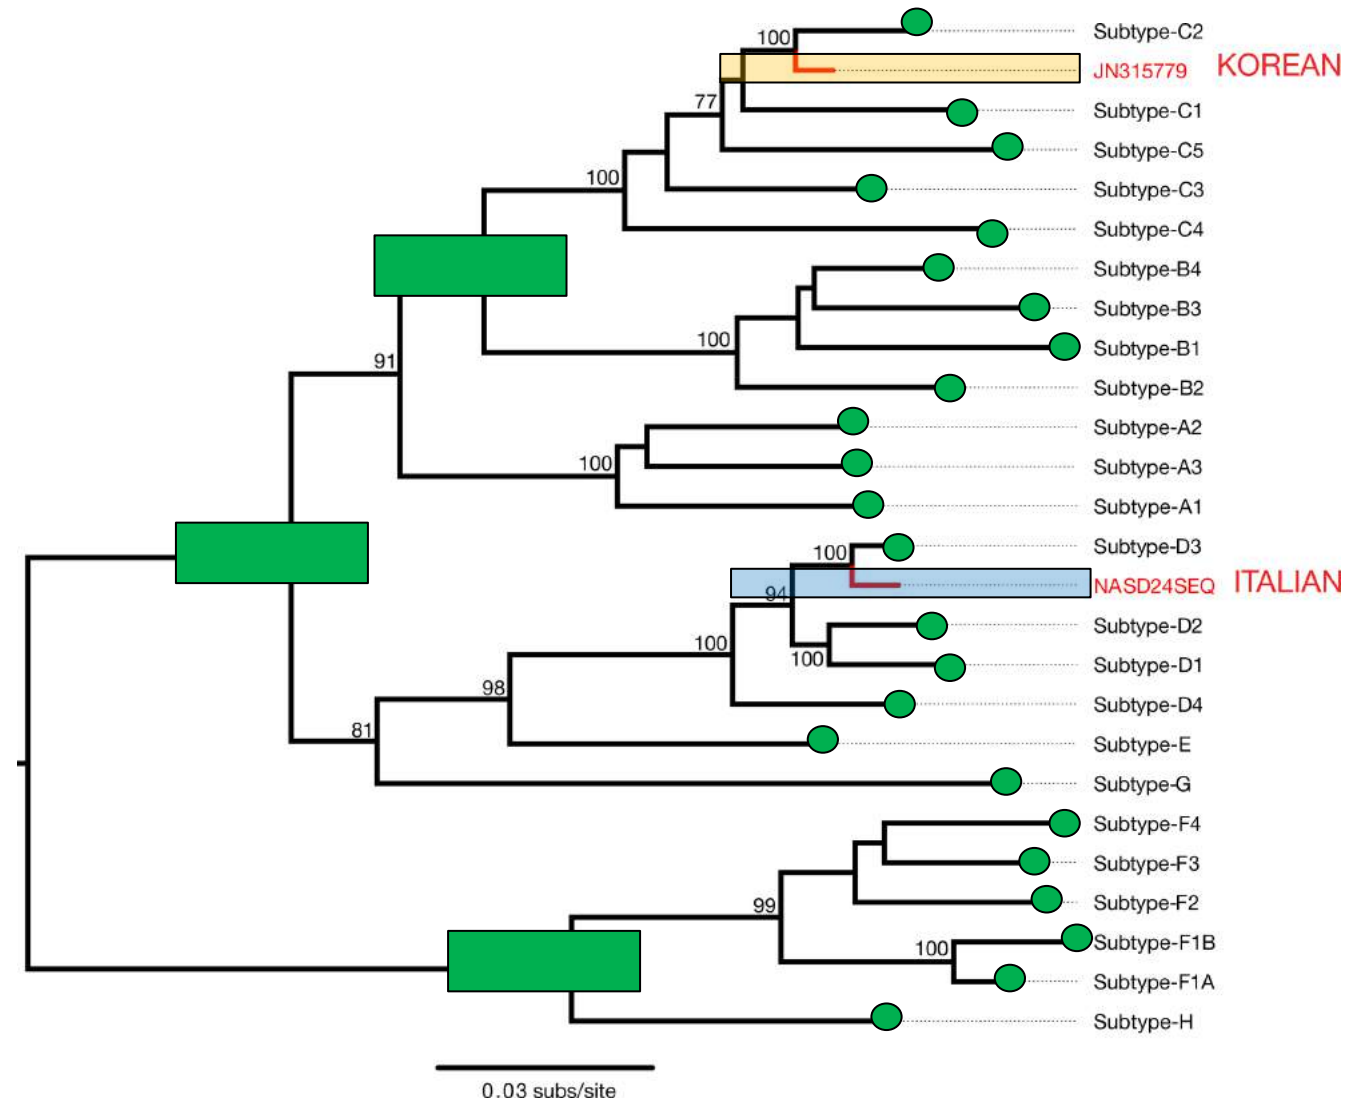 100
Subtype-C2
JN315779 KOREAN
77
Subtype-C1
Subtype-C5
100
Subtype-C3
Subtype-C4
Subtype-B4
Subtype-B3
100
Subtype-B1
91
Subtype-B2
Subtype-A2
100
Subtype-A3
Subtype-A1
100
Subtype-D3
94
NASD24SEQ ITALIAN
Subtype-D2
100
100
Subtype-D1
98
Subtype-D4
81
Subtype-E
Subtype-G
Subtype-F4
Subtype-F3
99
Subtype-F2
100
Subtype-F1B
Subtype-F1A
Subtype-H
0.03 subs/site